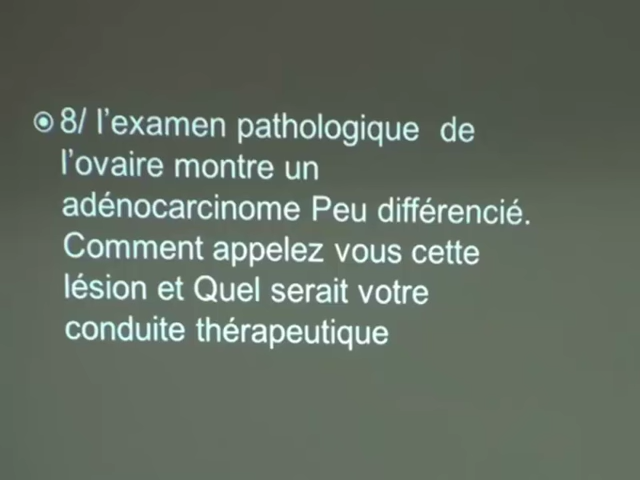 8/ l'examen pathologique de
l'ovaire montre un
adénocarcinome Peu différencié.
Comment appelez vous cette
lésion et Quel serait votre
conduite thérapeutique